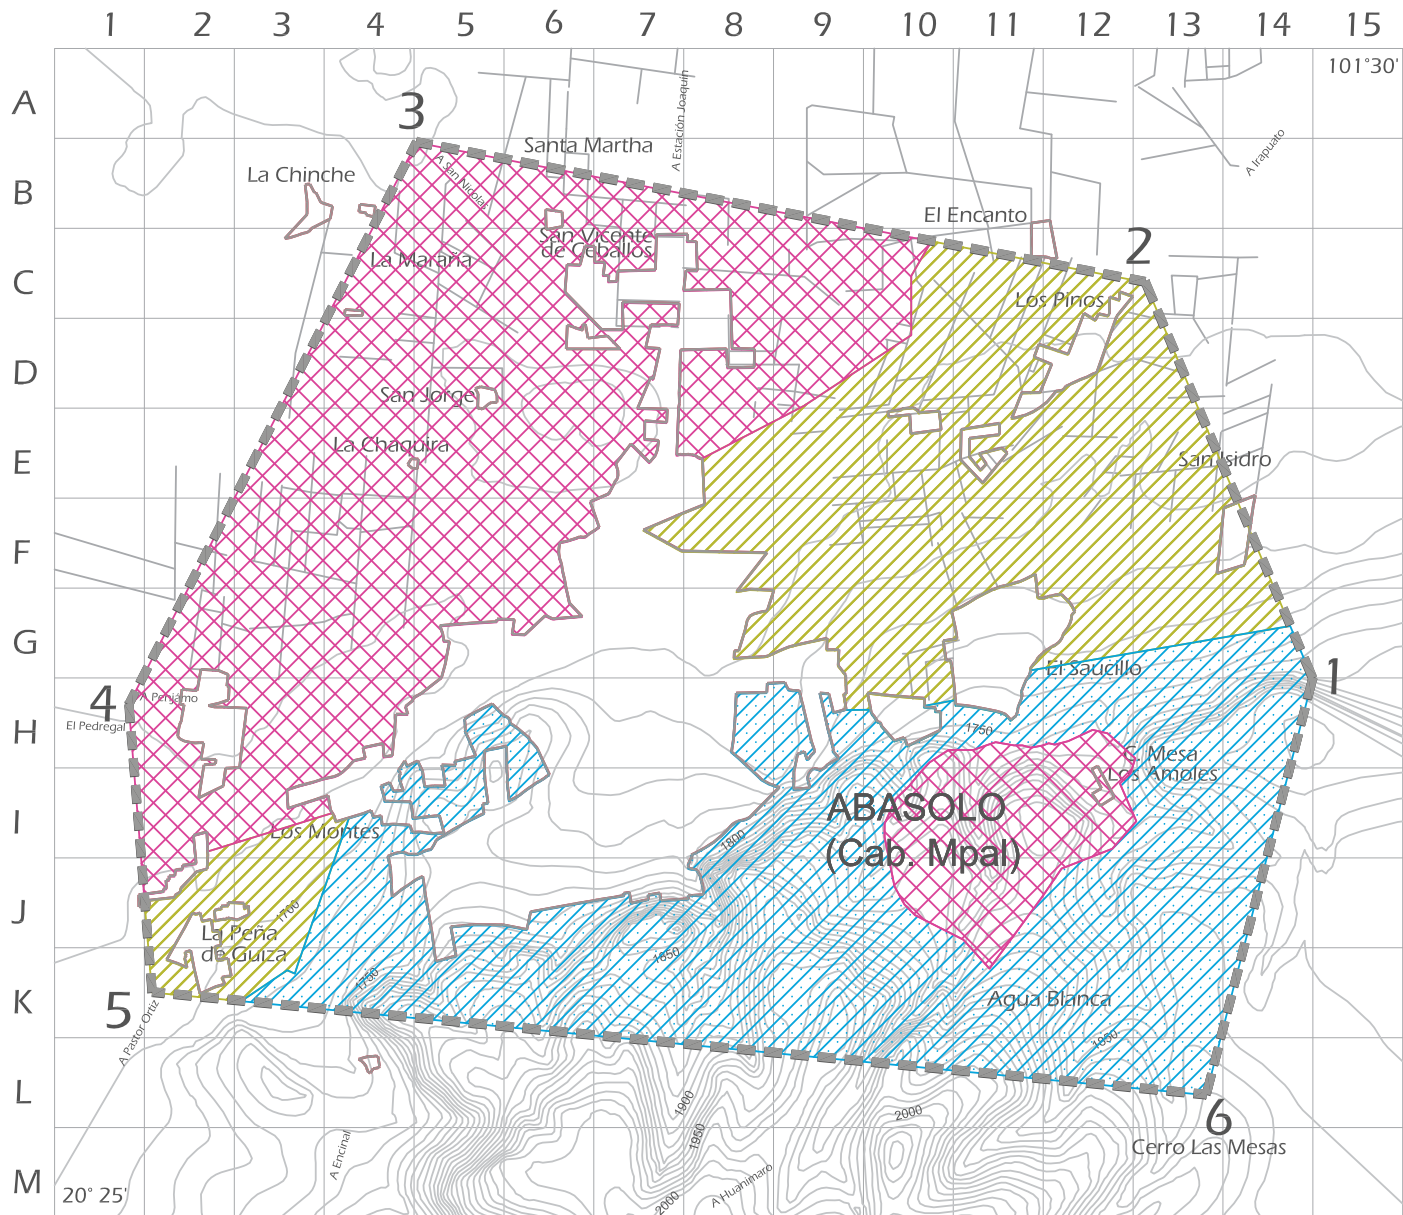 1 2 3 4 5 6 7 8 9 10 11 12 13 14 15
101°30'
A
3
A Estación Joaquín
Santa Martha
A Irapuato
La Chinche
A San Nicolas
B
El Encanto
2
San Vicente
de Ceballos
La Maraña
C
Los Pinos
D
San Jorge
La Chaquira
E
San Isidro
F
G
El Saucillo
1
4
A Penjamo
El Pedregal
H
1750
C. Mesa
Los Amoles
ABASOLO
(Cab. Mpal)
I
Los Montes
1800
J
1700
La Peña
de Guiza
1850
1750
K
5
Agua Blanca
A Pastor Ortiz
1850
L
1900
2000
6
1950
Cerro Las Mesas
A Encinal
M
20° 25'
A Huanimaro
2000